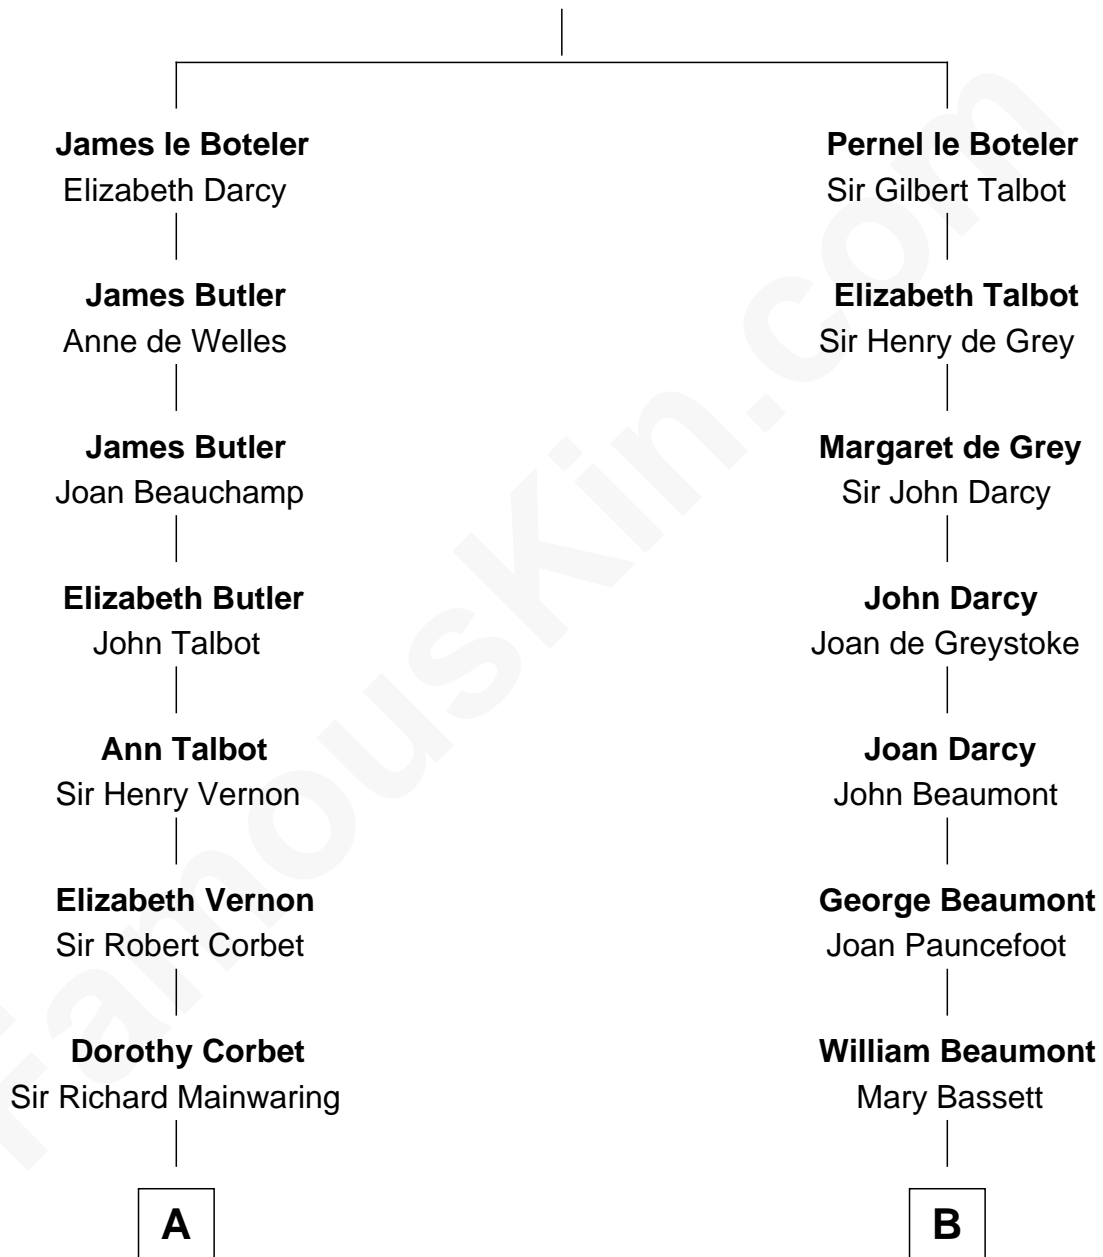 James le Boteler
Elizabeth Darcy
James Butler
Anne de Welles
James Butler
Joan Beauchamp
Elizabeth Butler
John Talbot
Ann Talbot
Sir Henry Vernon
Elizabeth Vernon
Sir Robert Corbet
Dorothy Corbet
Sir Richard Mainwaring
A
Pernel le Boteler
Sir Gilbert Talbot
Elizabeth Talbot
Sir Henry de Grey
Margaret de Grey
Sir John Darcy
John Darcy
Joan de Greystoke
Joan Darcy
John Beaumont
George Beaumont
Joan Pauncefoot
William Beaumont
Mary Bassett
B
FamousKin.com